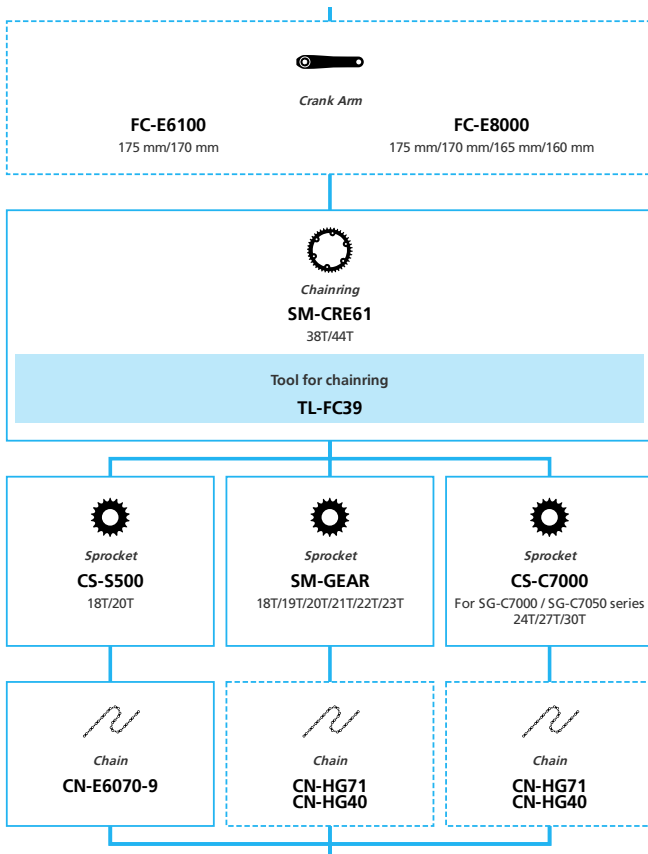 Crank Arm
FC-E6100
175 mm/170 mm
FC-E8000
175 mm/170 mm/165 mm/160 mm
Chainring
SM-CRE61
38T/44T
Tool for chainring
TL-FC39
Sprocket
CS-S500
18T/20T
Sprocket
SM-GEAR
18T/19T/20T/21T/22T/23T
Sprocket
CS-C7000
For SG-C7000 / SG-C7050 series
24T/27T/30T
Chain
CN-E6070-9
Chain
CN-HG71
CN-HG40
Chain
CN-HG71
CN-HG40